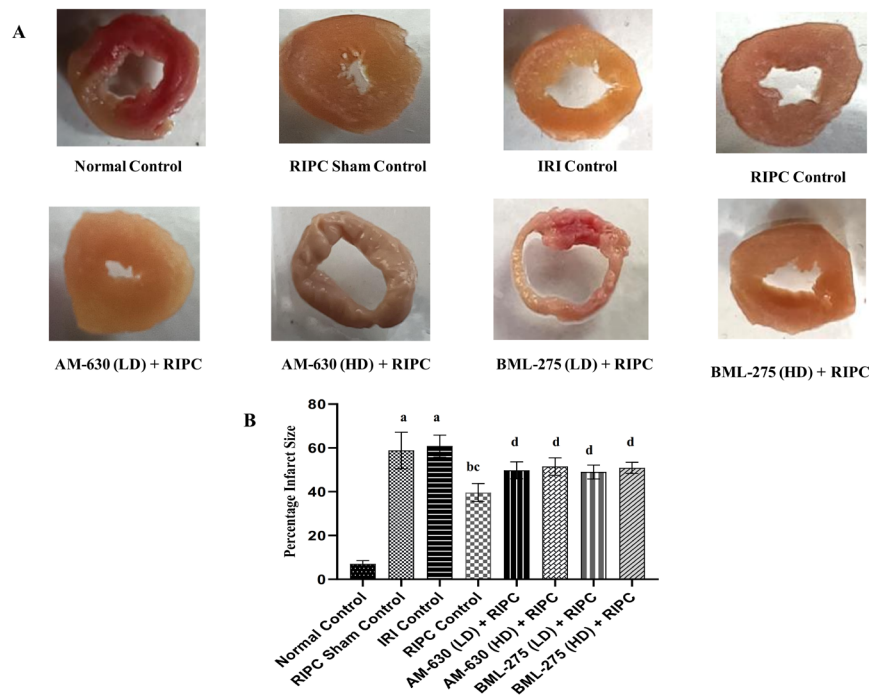 A
Normal Control
RIPC Sham Control
IRI Control
RIPC Control
AM-630 (LD) + RIPC
AM-630 (HD) + RIPC
BML-275 (LD) + RIPC
BML-275 (HD) + RIPC
B
Percentage Infarct Size
80
60
40
20
0
a
a
bc
d
d
d
d
Normal Control
RIPC Sham Control
IRI Control
RIPC Control
AM-630 (LD) + RIPC
AM-630 (HD) + RIPC
BML-275 (LD) + RIPC
BML-275 (HD) + RIPC